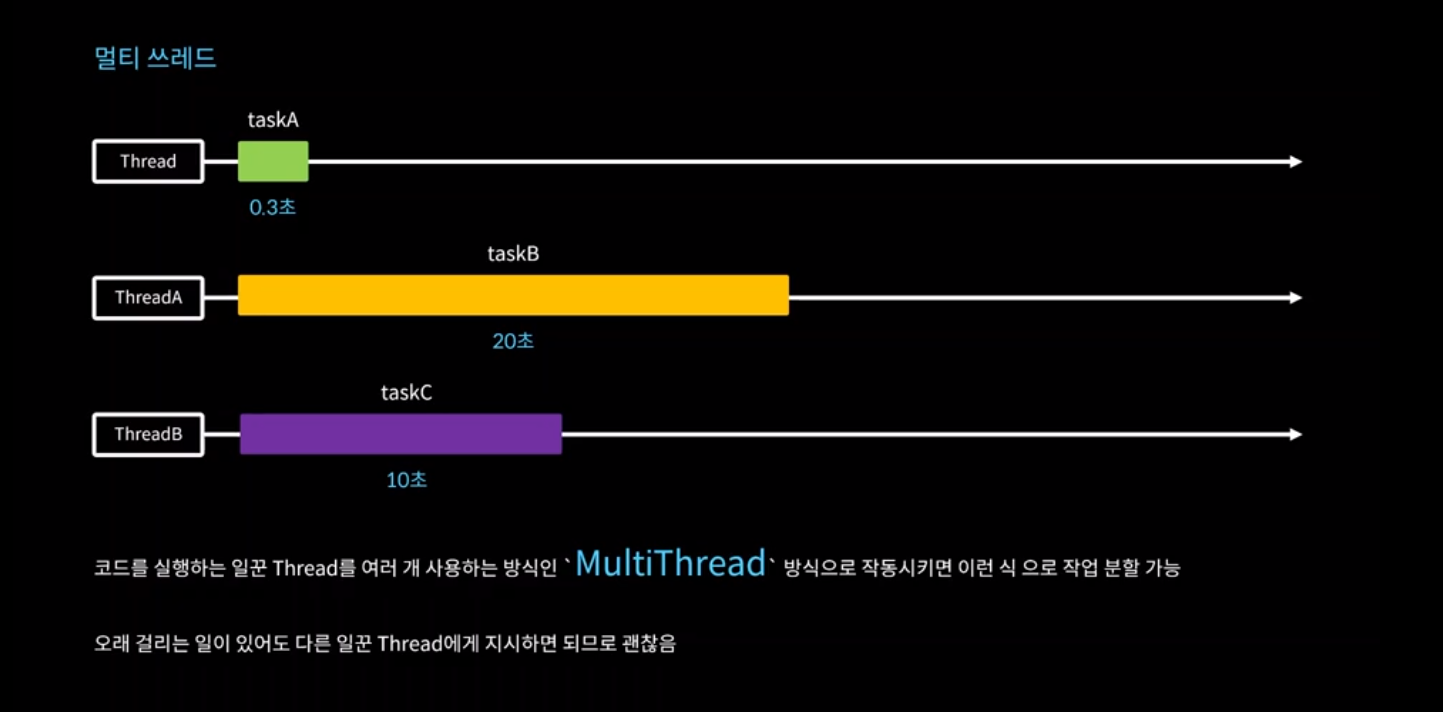 멀티 쓰레드
taskA
Thread
0.3초
taskB
ThreadA
20초
taskC
ThreadB
10초
코드를 실행하는 일꾼 Thread를 여러 개 사용하는 방식인 `MultiThread` 방식으로 작동시키면 이런 식 으로 작업 분할 가능
오래 걸리는 일이 있어도 다른 일꾼 Thread에게 지시하면 되므로 괜찮음